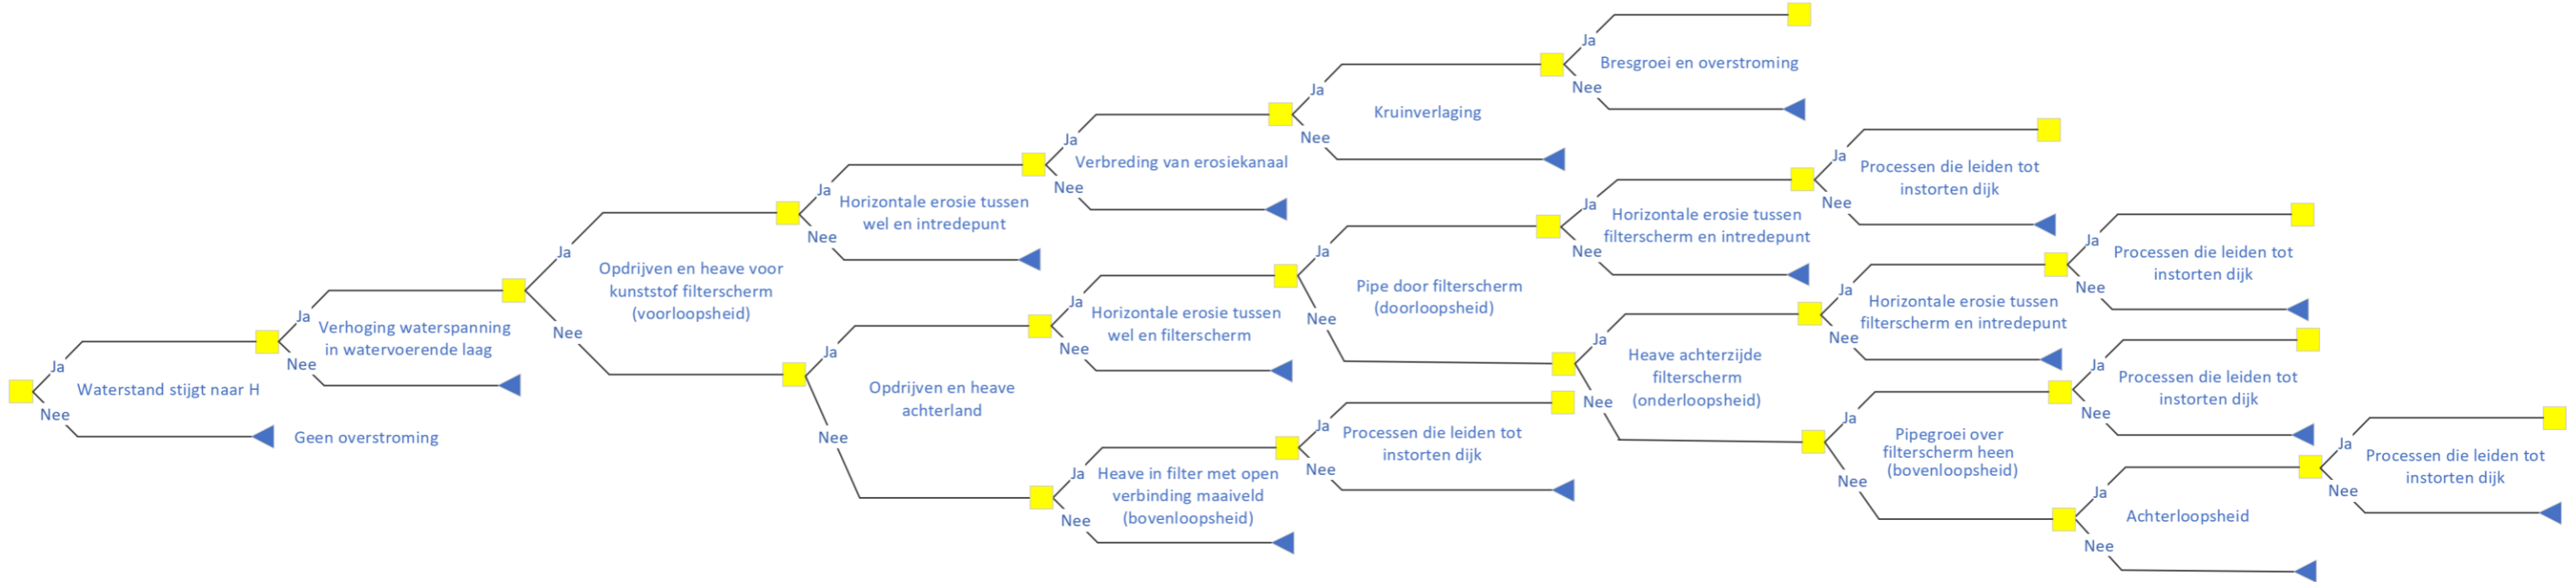 Ja
Bresgroei en overstroming
Nee
Ja
Kruinverlaging
Nee
Ja
Verbreding van erosiekanaal
Nee
Ja
Horizontale erosie tussen
wel en intredepunt
Nee
Ja
Processen die leiden tot
instorten dijk
Nee
Ja
Horizontale erosie tussen
filterscherm en intredepunt
Nee
Ja
Processen die leiden tot
instorten dijk
Nee
Ja
Opdrijven en heave voor
kunststof filterscherm
(voorloopsheid)
Nee
Ja
Pipe door filterscherm
(doorloopsheid)
Nee
Ja
Horizontale erosie tussen
wel en filterscherm
Nee
Ja
Horizontale erosie tussen
filterscherm en intredepunt
Nee
Ja
Verhoging waterspanning
in watervoerende laag
Nee
Ja
Waterstand stijgt naar H
Nee
Geen overstroming
Ja
Opdrijven en heave
achterland
Nee
Ja
Heave achterzijde
filterscherm
(onderloopsheid)
Nee
Ja
Processen die leiden tot
instorten dijk
Nee
Ja
Processen die leiden tot
instorten dijk
Nee
Ja
Pipegroei over
filterscherm heen
(bovenloopsheid)
Nee
Ja
Heave in filter met open
verbinding maaiveld
(bovenloopsheid)
Nee
Ja
Processen die leiden tot
instorten dijk
Nee
Ja
Achterloopsheid
Nee